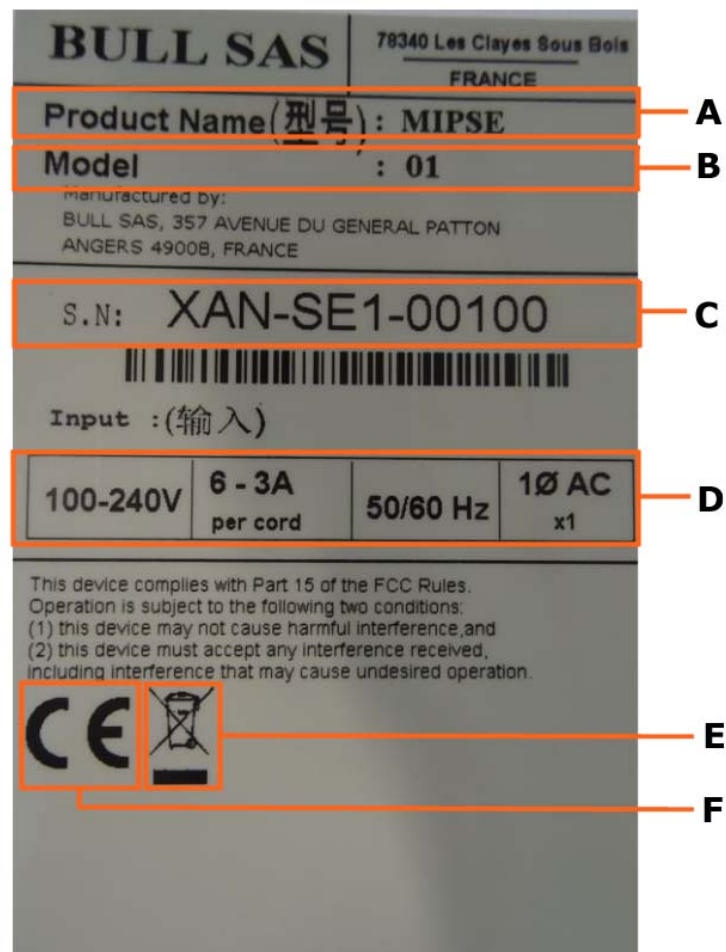 BULL SAS
78340 Les Clayes Sous Bois
FRANCE
Product Name(型号): MIPSE
A
Model : 01
B
Manufactured by:
BULL SAS, 357 AVENUE DU GENERAL PATTON
ANGERS 49008, FRANCE
S.N: XAN-SE1-00100
C
Input :(输入)
100-240V
6 - 3A
per cord
50/60 Hz
1Ø AC
x1
D
This device complies with Part 15 of the FCC Rules.
Operation is subject to the following two conditions:
(1) this device may not cause harmful interference,and
(2) this device must accept any interference received,
including interference that may cause undesired operation.
CE
E
F